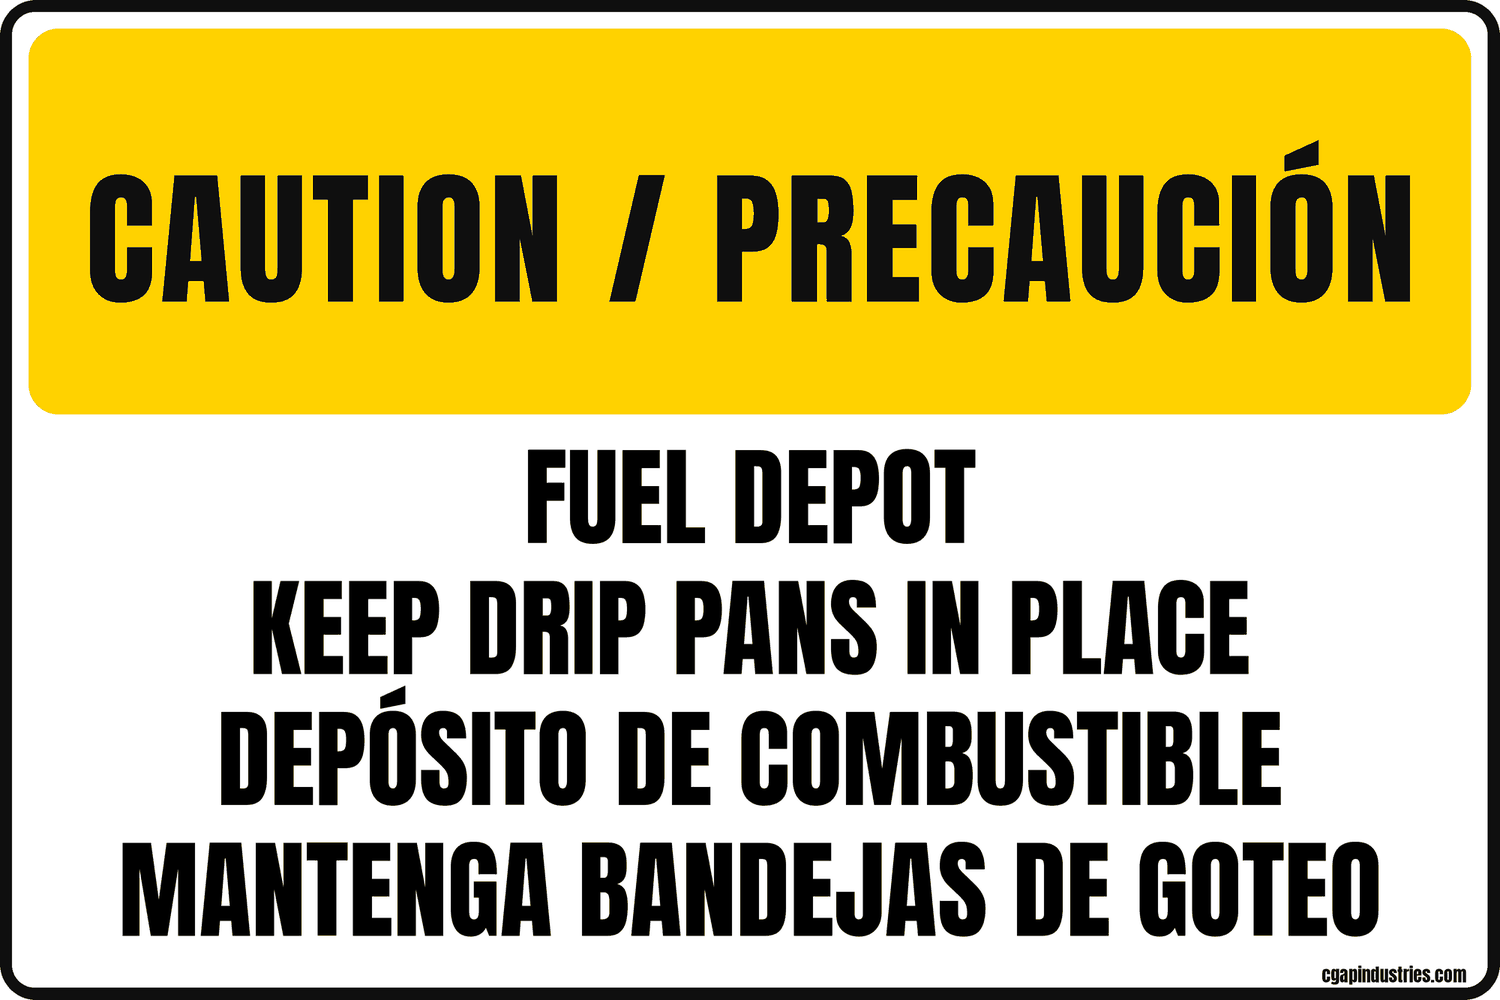 CAUTION / PRECAUCIÓN
FUEL DEPOT
KEEP DRIP PANS IN PLACE
DEPÓSITO DE COMBUSTIBLE
MANTENGA BANDEJAS DE GOTEO
cgapindustries.com